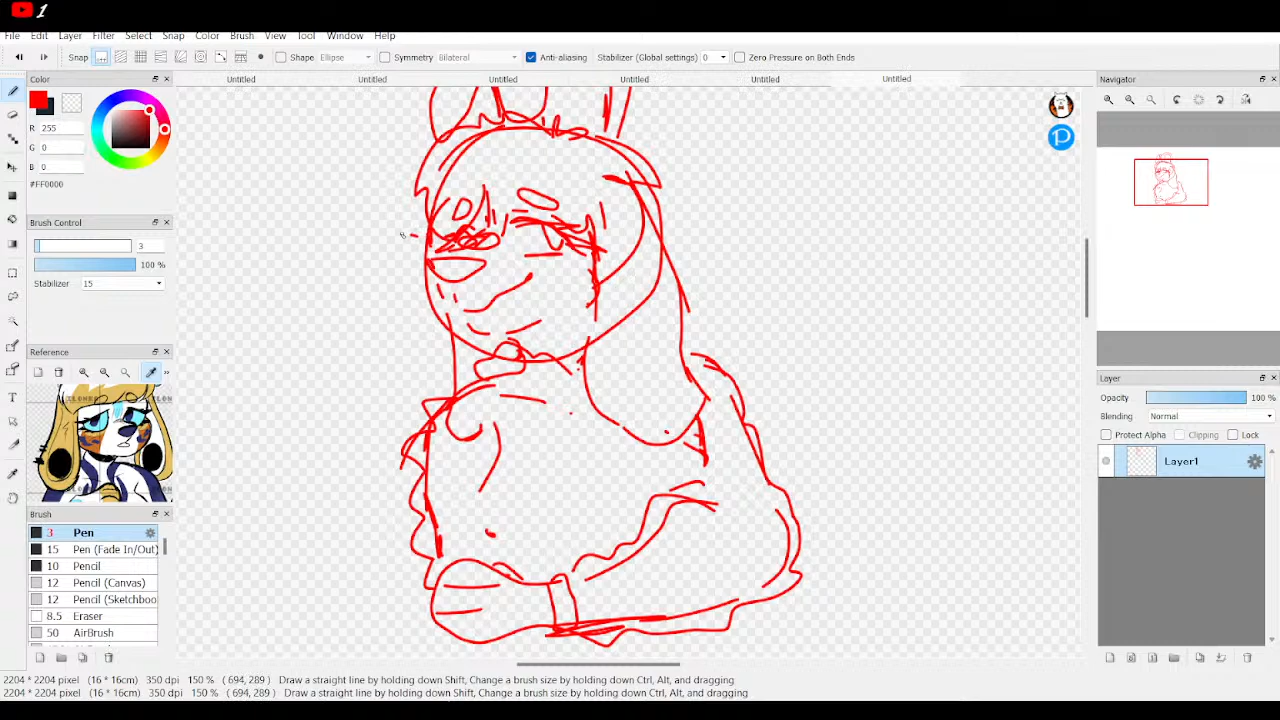 1
File Edit Layer Filter Select Snap Color Brush View Tool Window Help
Snap Shape Ellipse Symmetry Bilateral Anti-aliasing Stabilizer (Global settings) 0 Zero Pressure on Both Ends
Color
Untitled Untitled Untitled Untitled Untitled Untitled
Navigator
R 255
G 0
B 0
#FF0000
Brush Control
3
100 %
Stabilizer 15
Reference
Brush
3 Pen
15 Pen (Fade In/Out)
10 Pencil
12 Pencil (Canvas)
12 Pencil (Sketchboo
8.5 Eraser
50 AirBrush
Layer
Opacity 100 %
Blending Normal
Protect Alpha Clipping Lock
Layer1
2204 * 2204 pixel (16 * 16cm) 350 dpi 150 % ( 694, 289 ) Draw a straight line by holding down Shift, Change a brush size by holding down Ctrl, Alt, and dragging
2204 * 2204 pixel (16 * 16cm) 350 dpi 150 % ( 694, 289 ) Draw a straight line by holding down Shift, Change a brush size by holding down Ctrl, Alt, and dragging